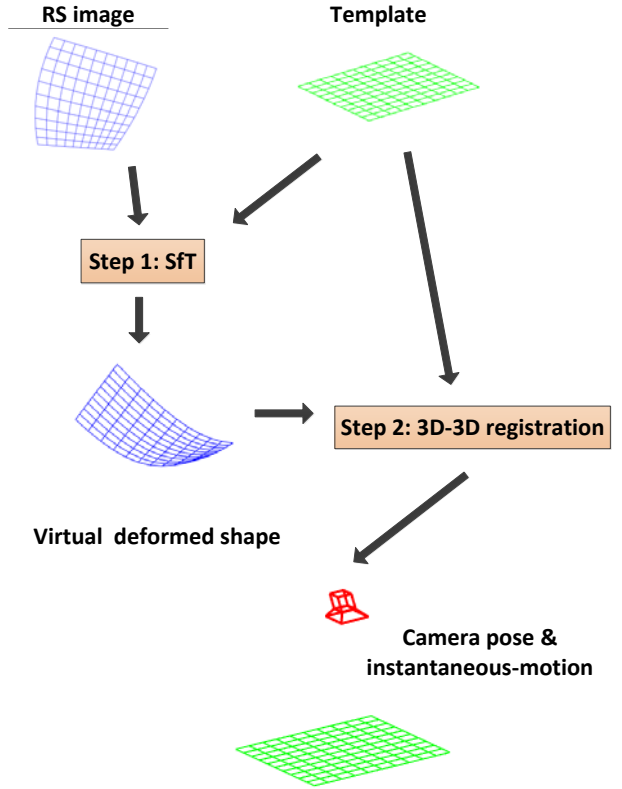 RS image
Template
Step 1: SfT
Step 2: 3D-3D registration
Virtual deformed shape
Camera pose &
instantaneous-motion